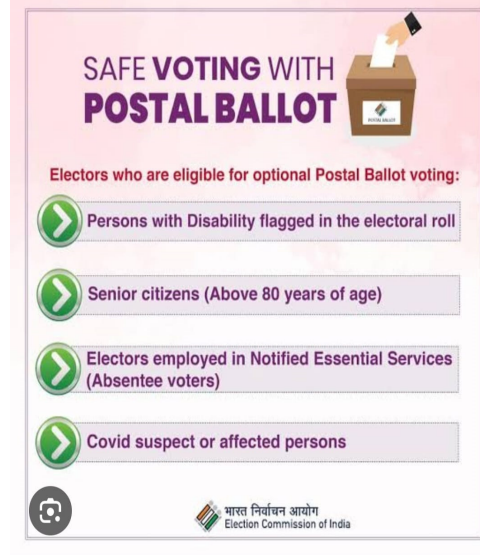 SAFE VOTING WITH
POSTAL BALLOT
POSTAL BALLOT
Electors who are eligible for optional Postal Ballot voting:
Persons with Disability flagged in the electoral roll
Senior citizens (Above 80 years of age)
Electors employed in Notified Essential Services
(Absentee voters)
Covid suspect or affected persons
भारत निर्वाचन आयोग
Election Commission of India